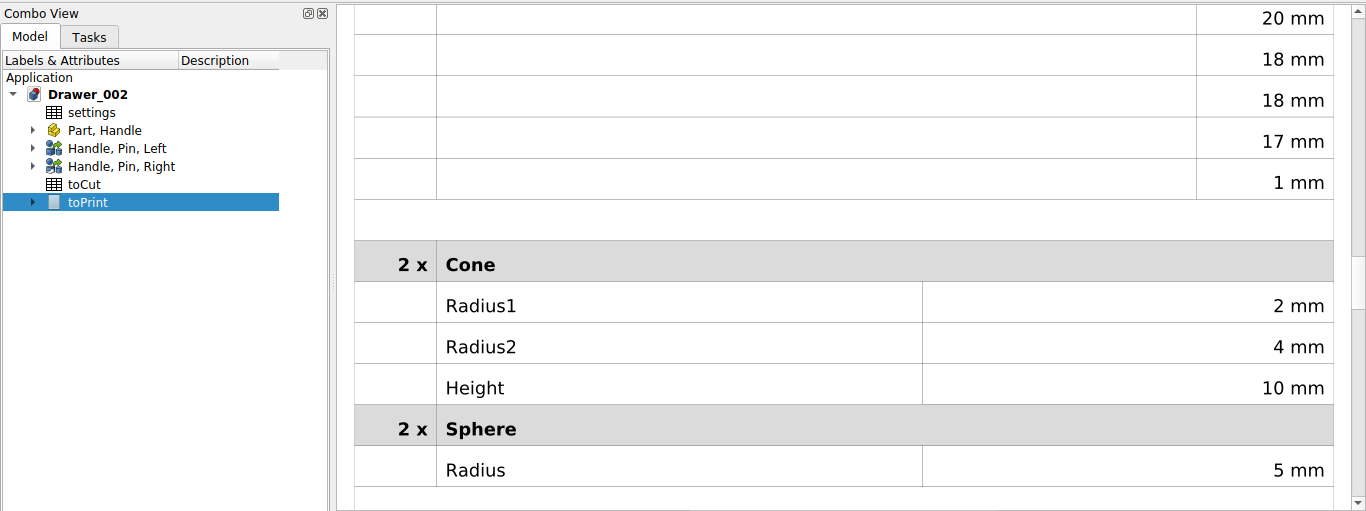 Combo View
Model Tasks
Labels & Attributes Description
Application
Drawer_002
settings
Part, Handle
Handle, Pin, Left
Handle, Pin, Right
toCut
toPrint
20 mm
18 mm
18 mm
17 mm
1 mm
2 x Cone
Radius1 2 mm
Radius2 4 mm
Height 10 mm
2 x Sphere
Radius 5 mm